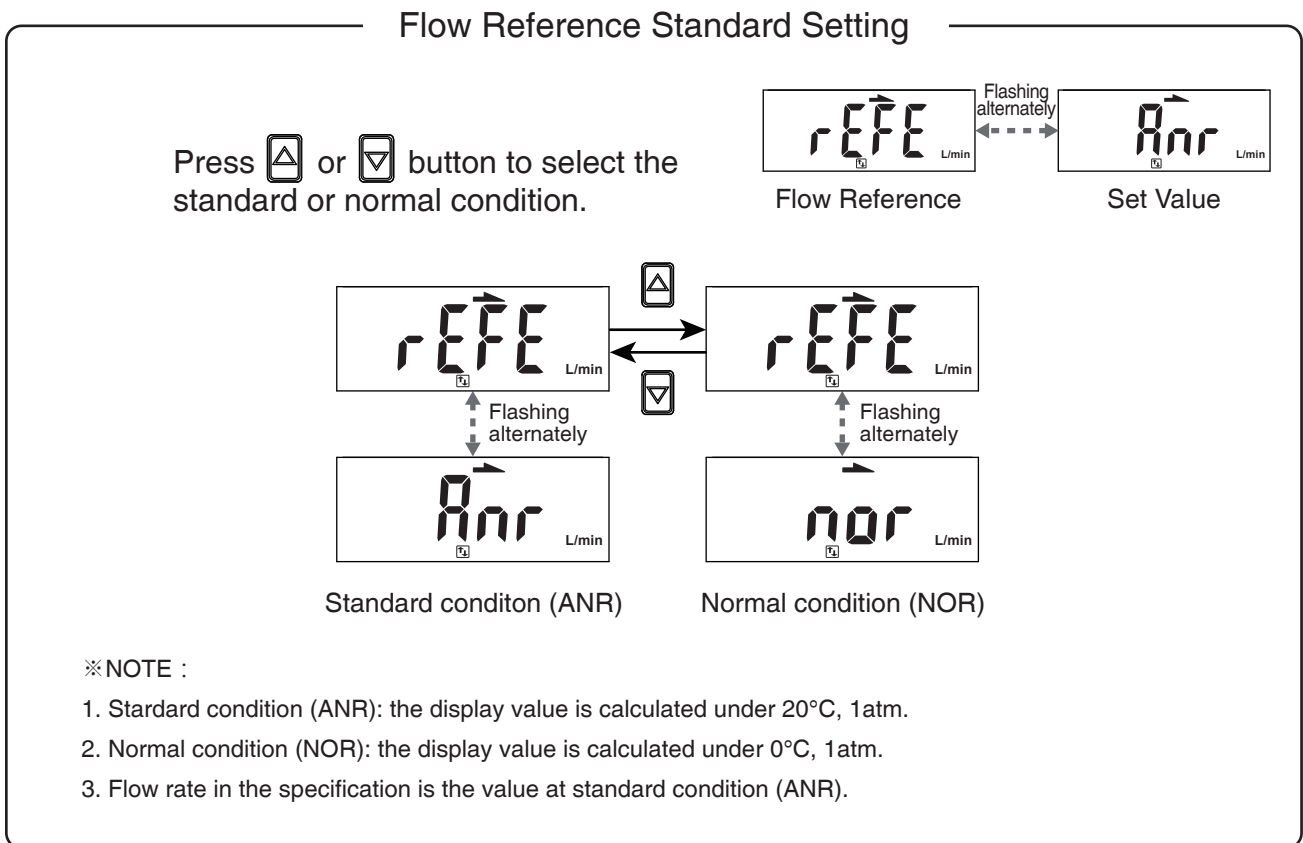 Flow Reference Standard Setting
Press or button to select the
standard or normal condition.
rEFE
L/min
Flow Reference
Flashing
alternately
Anr
L/min
Set Value
rEFE
L/min
rEFE
L/min
Flashing
alternately
Flashing
alternately
Anr
L/min
nor
L/min
Standard conditon (ANR)
Normal condition (NOR)
※NOTE :
1. Stardard condition (ANR): the display value is calculated under 20°C, 1atm.
2. Normal condition (NOR): the display value is calculated under 0°C, 1atm.
3. Flow rate in the specification is the value at standard condition (ANR).